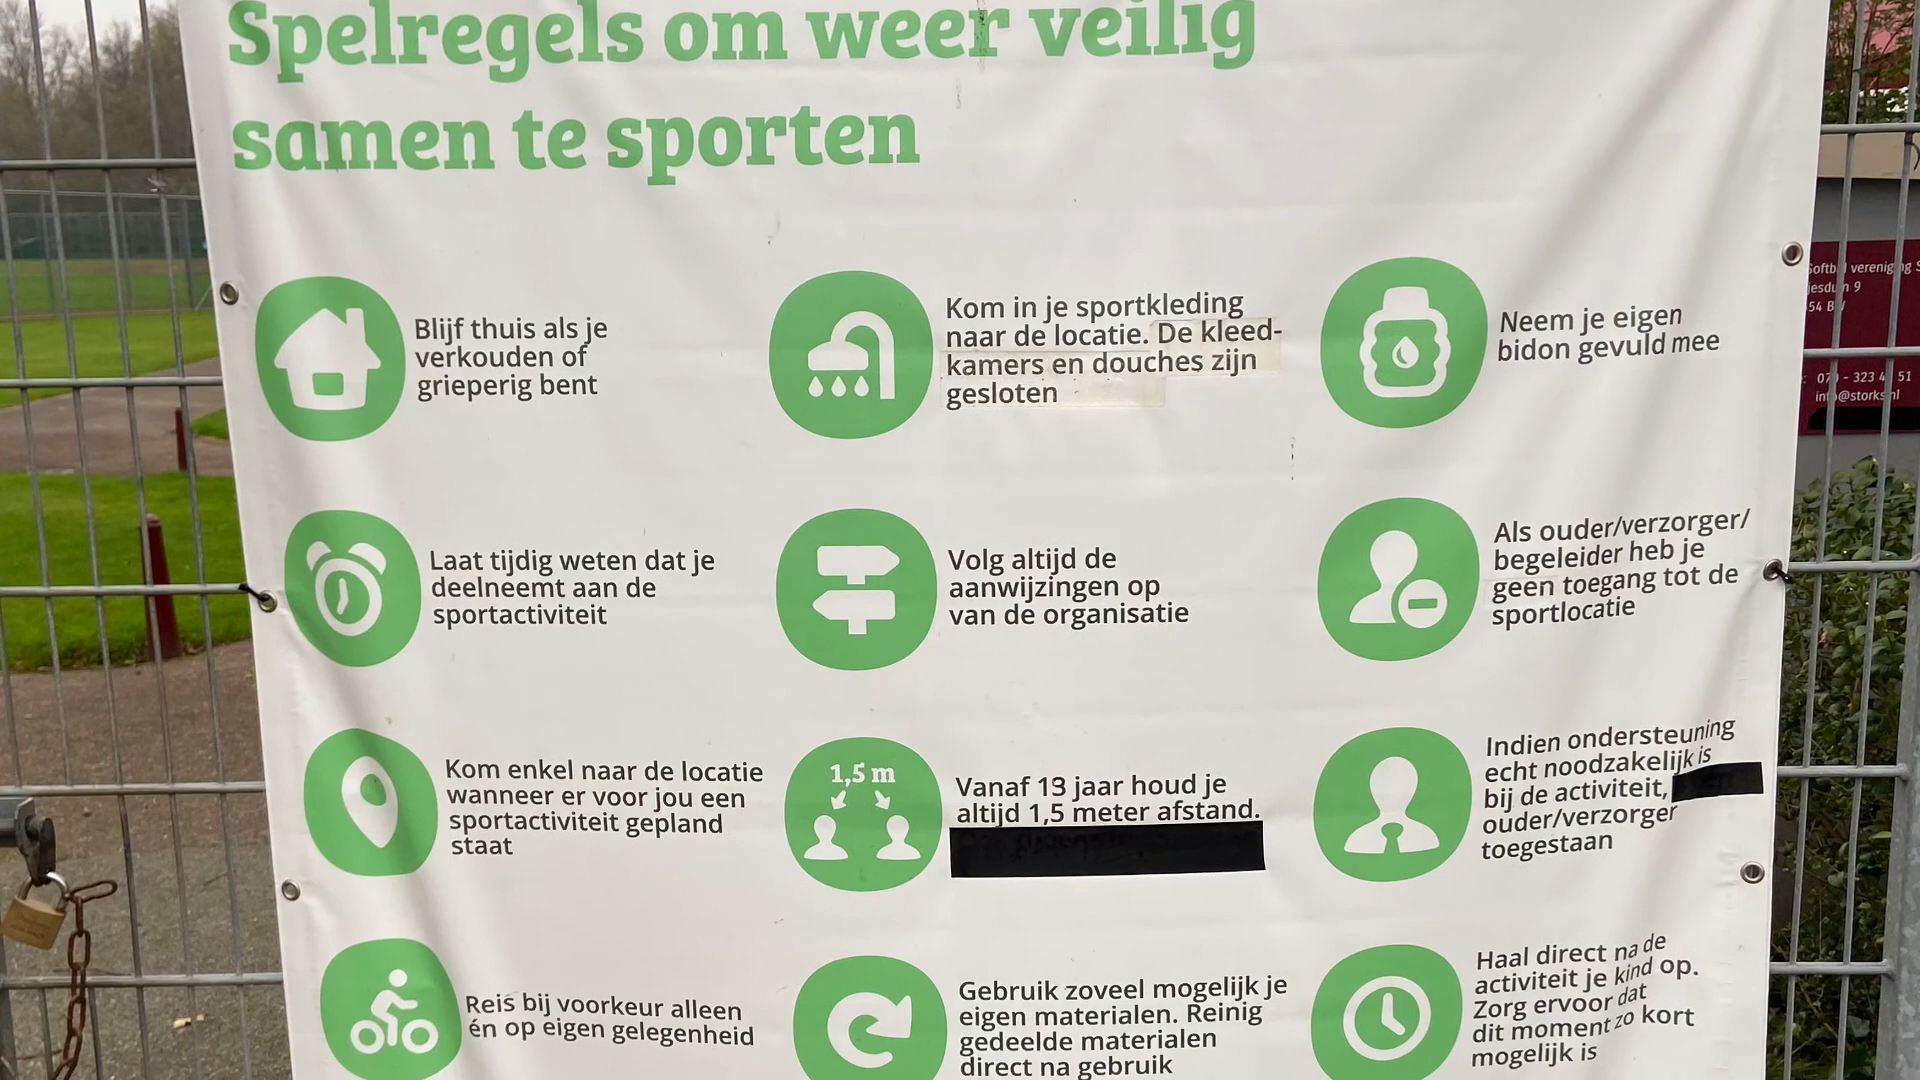 Spelregels om weer veilig
samen te sporten
Blijf thuis als je
verkouden of
grieperig bent
Kom in je sportkleding
naar de locatie. De kleed-
kamers en douches zijn
gesloten
Neem je eigen
bidon gevuld mee
Laat tijdig weten dat je
deelneemt aan de
sportactiviteit
Volg altijd de
aanwijzingen op
van de organisatie
Als ouder/verzorger/
begeleider heb je
geen toegang tot de
sportlocatie
Kom enkel naar de locatie
wanneer er voor jou een
sportactiviteit gepland
staat
1,5 m
Vanaf 13 jaar houd je
altijd 1,5 meter afstand.
Indien ondersteuning
echt noodzakelijk is
bij de activiteit,
ouder/verzorger
toegestaan
Reis bij voorkeur alleen
én op eigen gelegenheid
Gebruik zoveel mogelijk je
eigen materialen. Reinig
gedeelde materialen
direct na gebruik
Haal direct na de
activiteit je kind op.
Zorg ervoor dat
dit moment zo kort
mogelijk is
vereniging
9
54
- 323 51